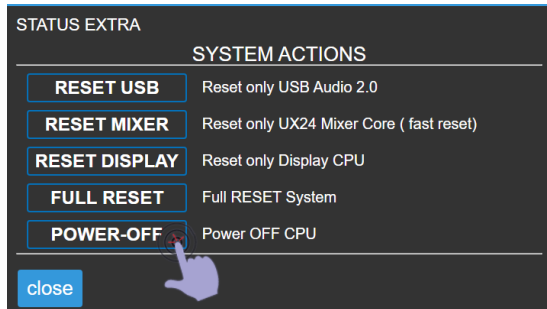 STATUS EXTRA
SYSTEM ACTIONS
RESET USB Reset only USB Audio 2.0
RESET MIXER Reset only UX24 Mixer Core ( fast reset)
RESET DISPLAY Reset only Display CPU
FULL RESET Full RESET System
POWER-OFF Power OFF CPU
close